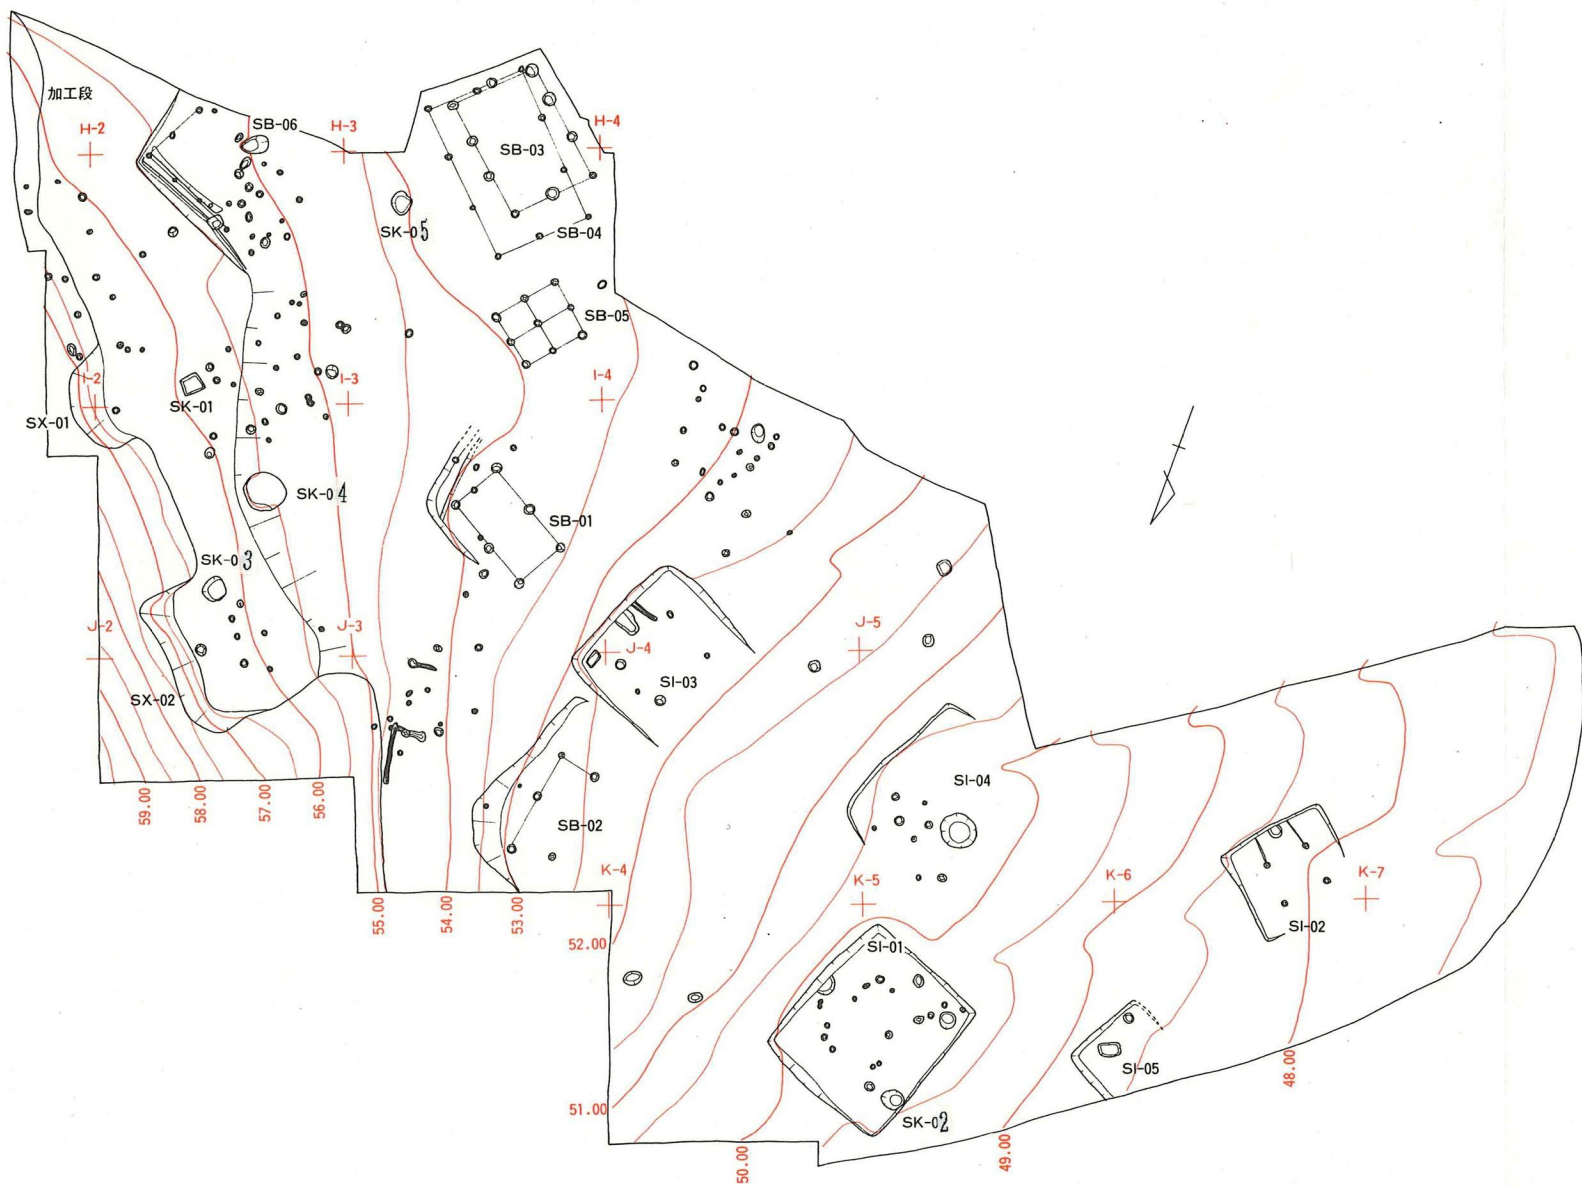 加工段
H-2
SB-06
H-3
SB-03
H-4
SK-05
SB-04
SB-05
I-2
SK-01
I-3
I-4
SX-01
SK-04
SB-01
SK-03
J-2
J-3
J-4
J-5
SI-03
SX-02
SI-04
59.00
58.00
57.00
56.00
SB-02
K-4
K-5
K-6
K-7
55.00
54.00
53.00
52.00
SI-01
SI-02
SI-05
48.00
51.00
SK-02
50.00
49.00